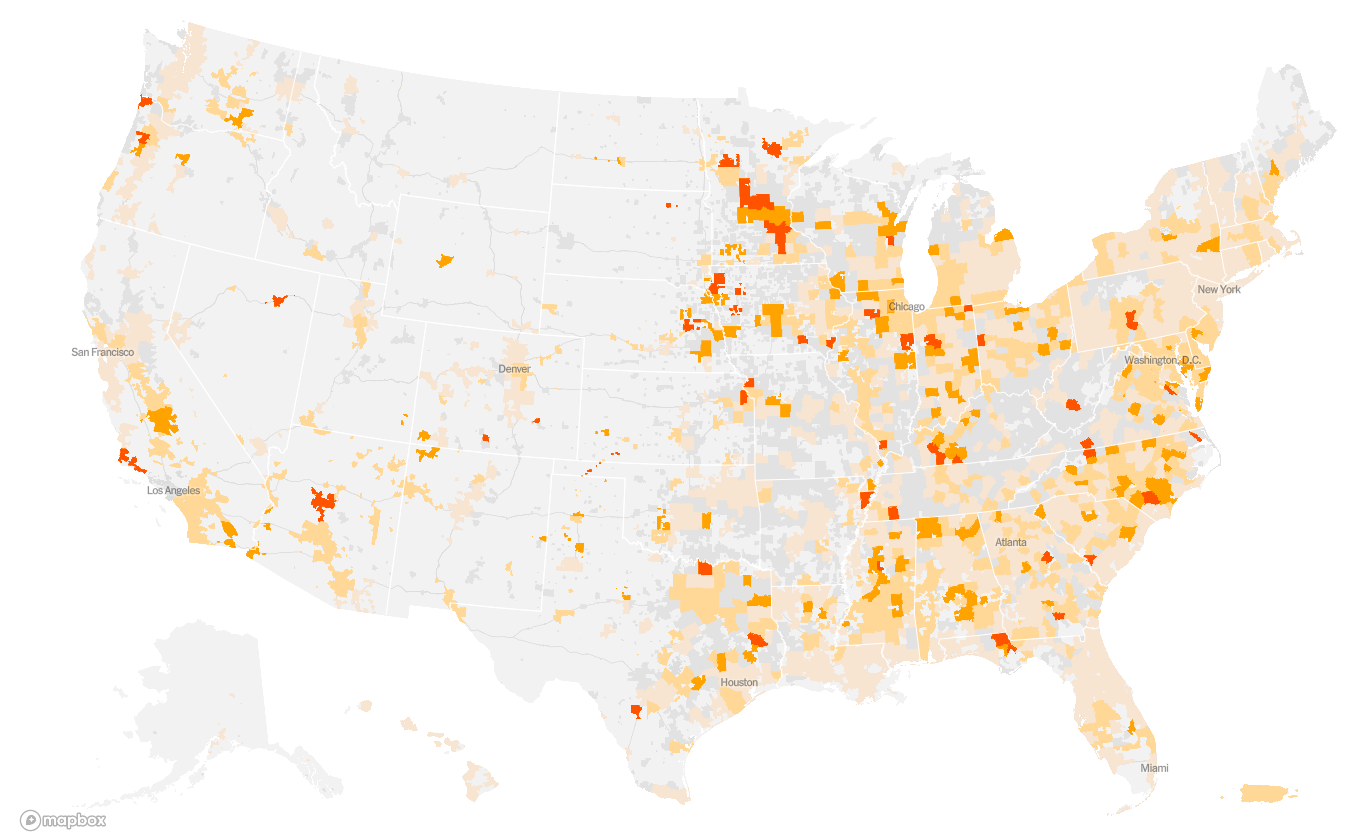 New York
Chicago
San Francisco
Washington, D.C.
Denver
Los Angeles
Atlanta
Houston
Miami
mapbox